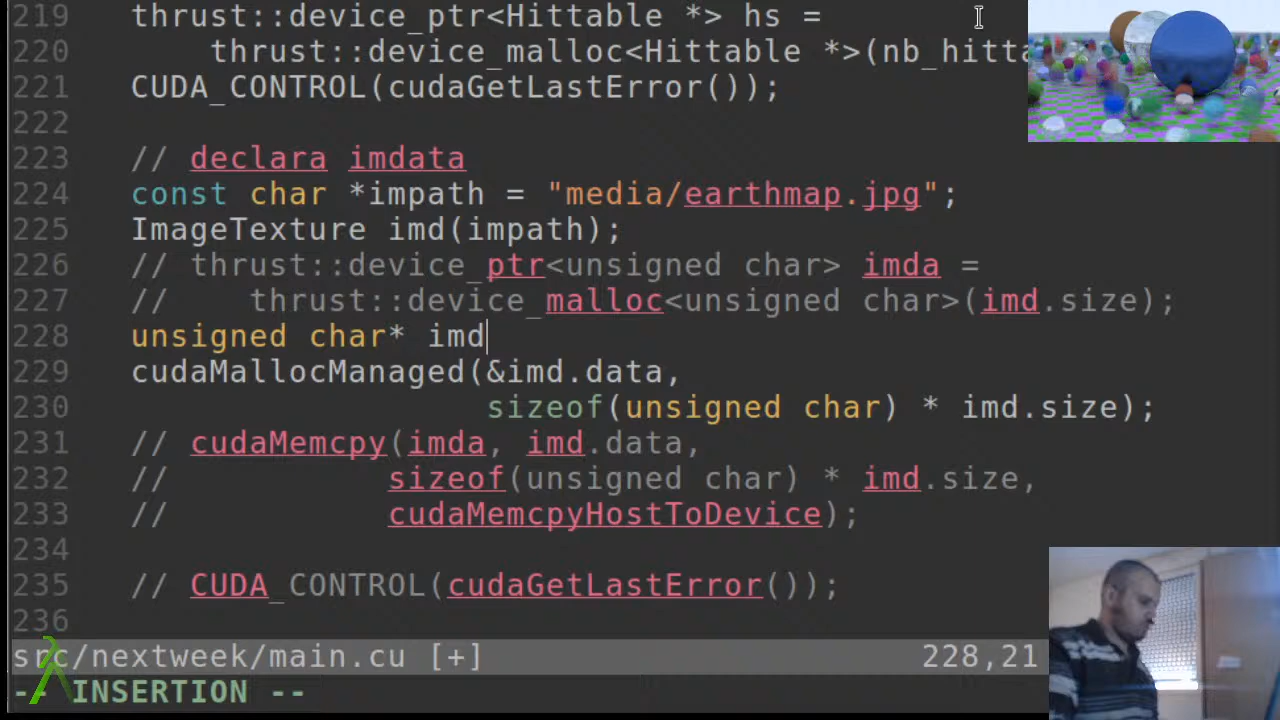 219 thrust::device_ptr<Hittable *> hs =
220 thrust::device_malloc<Hittable *>(nb_hitta
221 CUDA_CONTROL(cudaGetLastError());
222
223 // declara imdata
224 const char *impath = "media/earthmap.jpg";
225 ImageTexture imd(impath);
226 // thrust::device_ptr<unsigned char> imda =
227 // thrust::device_malloc<unsigned char>(imd.size);
228 unsigned char* imd
229 cudaMallocManaged(&imd.data,
230 sizeof(unsigned char) * imd.size);
231 // cudaMemcpy(imda, imd.data,
232 // sizeof(unsigned char) * imd.size,
233 // cudaMemcpyHostToDevice);
234
235 // CUDA_CONTROL(cudaGetLastError());
236
src/nextweek/main.cu [+] 228,21
-- INSERTION --